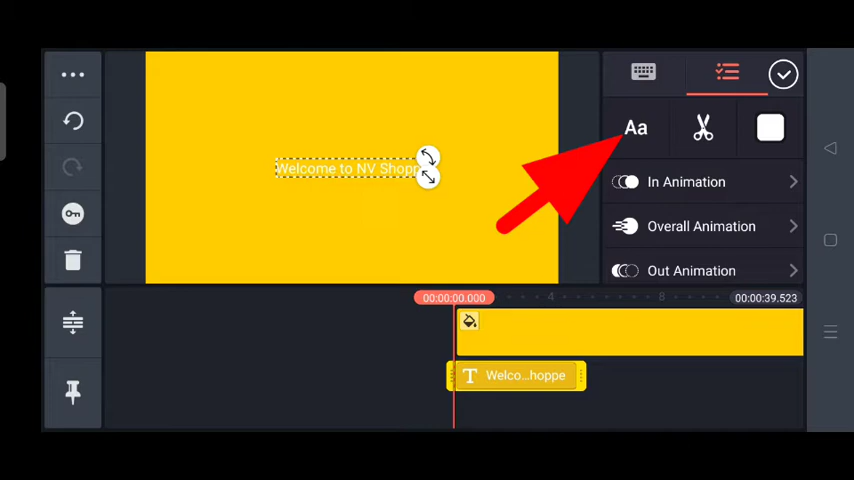 Aa
Welcome to NV Shopp
In Animation
Overall Animation
Out Animation
00:00:00.000
4
8
00:00:39.523
T Welco...hoppe